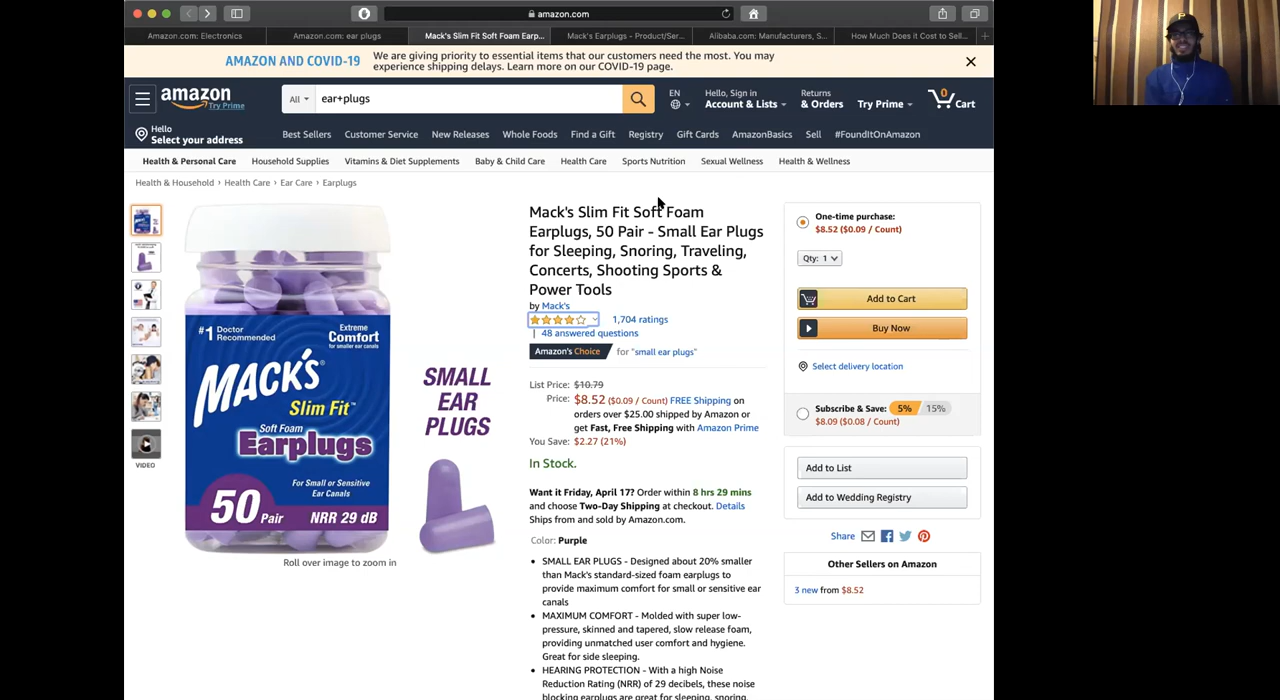 amazon.com
Amazon.com: Electronics
Amazon.com: ear plugs
Mack's Slim Fit Soft Foam Earp...
Mack's Earplugs - Product/Ser...
Alibaba.com: Manufacturers, S...
How Much Does it Cost to Sell...
AMAZON AND COVID-19
We are giving priority to essential items that our customers need the most. You may
experience shipping delays. Learn more on our COVID-19 page.
amazon
Try Prime
All
ear+plugs
EN
Hello, Sign in
Account & Lists
Returns
& Orders
Try Prime
0
Cart
Hello
Select your address
Best Sellers
Customer Service
New Releases
Whole Foods
Find a Gift
Registry
Gift Cards
AmazonBasics
Sell
#FoundItOnAmazon
Health & Personal Care
Household Supplies
Vitamins & Diet Supplements
Baby & Child Care
Health Care
Sports Nutrition
Sexual Wellness
Health & Wellness
Health & Household › Health Care › Ear Care › Earplugs
#1 Doctor
Recommended
Extreme
Comfort
for smaller ear canals
MACK'S
Slim Fit™
Soft Foam
Earplugs
For Small or Sensitive
Ear Canals
50 Pair
NRR 29 dB
SMALL
EAR
PLUGS
VIDEO
Roll over image to zoom in
Mack's Slim Fit Soft Foam
Earplugs, 50 Pair - Small Ear Plugs
for Sleeping, Snoring, Traveling,
Concerts, Shooting Sports &
Power Tools
by Mack's
1,704 ratings
| 48 answered questions
Amazon's Choice for "small ear plugs"
List Price: $10.79
Price: $8.52 ($0.09 / Count) FREE Shipping on
orders over $25.00 shipped by Amazon or
get Fast, Free Shipping with Amazon Prime
You Save: $2.27 (21%)
In Stock.
Want it Friday, April 17? Order within 8 hrs 29 mins
and choose Two-Day Shipping at checkout. Details
Ships from and sold by Amazon.com.
Color: Purple
• SMALL EAR PLUGS - Designed about 20% smaller
than Mack's standard-sized foam earplugs to
provide maximum comfort for small or sensitive ear
canals
• MAXIMUM COMFORT - Molded with super low-
pressure, skinned and tapered, slow release foam,
providing unmatched user comfort and hygiene.
Great for side sleeping.
• HEARING PROTECTION - With a high Noise
Reduction Rating (NRR) of 29 decibels, these noise
blocking earplugs are great for sleeping, snoring,
One-time purchase:
$8.52 ($0.09 / Count)
Qty: 1
Add to Cart
Buy Now
Select delivery location
Subscribe & Save: 5% 15%
$8.09 ($0.08 / Count)
Add to List
Add to Wedding Registry
Share
Other Sellers on Amazon
3 new from $8.52
P